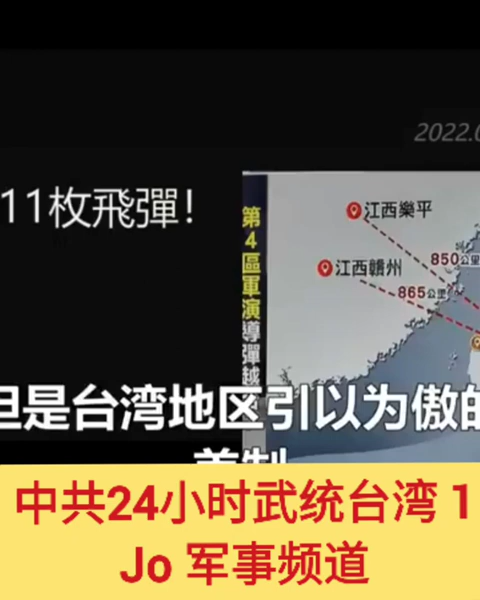 2022.0
11枚飛彈!
第4區軍演導彈越
江西樂平
850公里
江西贛州
865公里
但是台湾地区引以为傲的
中共24小时武统台湾 1
Jo 军事频道